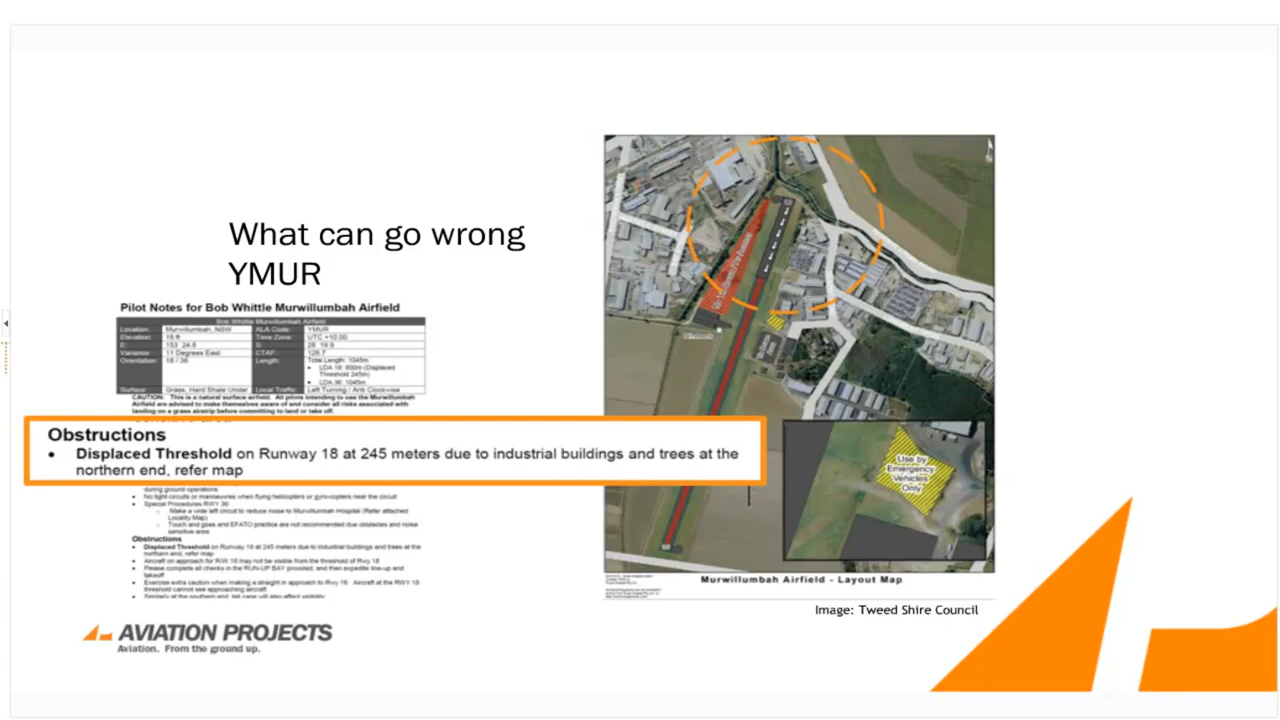 What can go wrong
YMUR
Pilot Notes for Bob Whittle Murwillumbah Airfield
Bob Whittle Murwillumbah Airfield
Location: Murwillumbah, NSW ALA Code: YMUR
Elevation: 18 ft Time Zone: UTC +10.00
E: 153 24.8 S: 28 19.9
Variance: 11 Degrees East CTAF: 126.7
Orientation: 18 / 36 Length: Total Length: 1045m
• LDA 18: 800m (Displaced
Threshold 245m)
• LDA 36: 1045m
Surface: Grass, Hard Shale Under Local Traffic: Left Turning / Anti Clockwise
CAUTION: This is a natural surface airfield. All pilots intending to use the Murwillumbah
Airfield are advised to make themselves aware of and consider all risks associated with
landing on a grass airstrip before committing to land or take off.
Obstructions
• Displaced Threshold on Runway 18 at 245 meters due to industrial buildings and trees at the
northern end, refer map
during ground operations
• No tight circuits or manoeuvres when flying helicopters or gyro-copters near the circuit
• Special Procedures RWY 36:
○ Make a wide left circuit to reduce noise to Murwillumbah Hospital (Refer attached
Locality Map)
○ Touch and goes and EFATO practice are not recommended due obstacles and noise
sensitive area
Obstructions
• Displaced Threshold on Runway 18 at 245 meters due to industrial buildings and trees at the
northern end, refer map
• Aircraft on approach for R/W 18 may not be visible from the threshold of Rwy 18
• Please complete all checks in the RUN-UP BAY provided, and then expedite line-up and
takeoff
• Exercise extra caution when making a straight in approach to Rwy 18. Aircraft at the RWY 18
threshold cannot see approaching aircraft
• Similarly at the southern end, tall cane will also affect visibility
Use by
Emergency
Vehicles
Only
Murwillumbah Airfield - Layout Map
Image: Tweed Shire Council
AVIATION PROJECTS
Aviation. From the ground up.